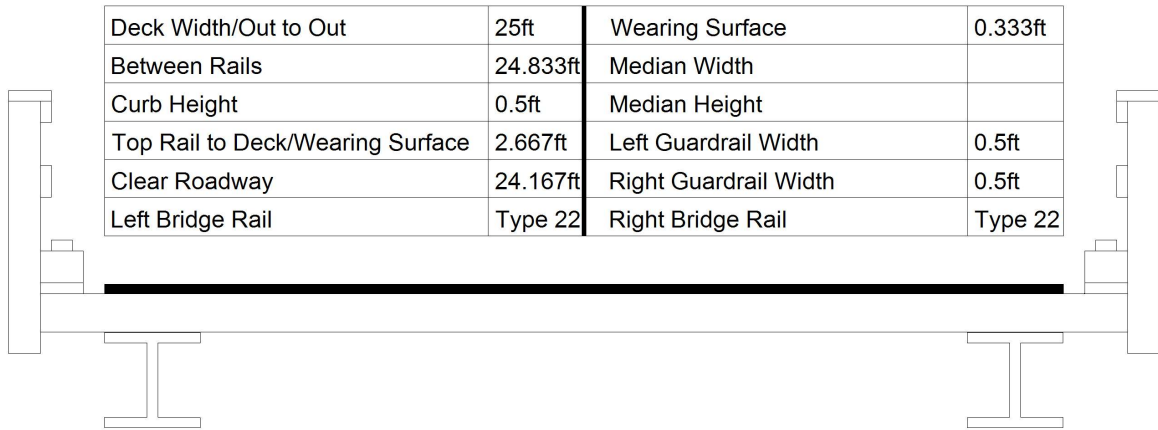 Deck Width/Out to Out 25ft Wearing Surface 0.333ft
Between Rails 24.833ft Median Width
Curb Height 0.5ft Median Height
Top Rail to Deck/Wearing Surface 2.667ft Left Guardrail Width 0.5ft
Clear Roadway 24.167ft Right Guardrail Width 0.5ft
Left Bridge Rail Type 22 Right Bridge Rail Type 22